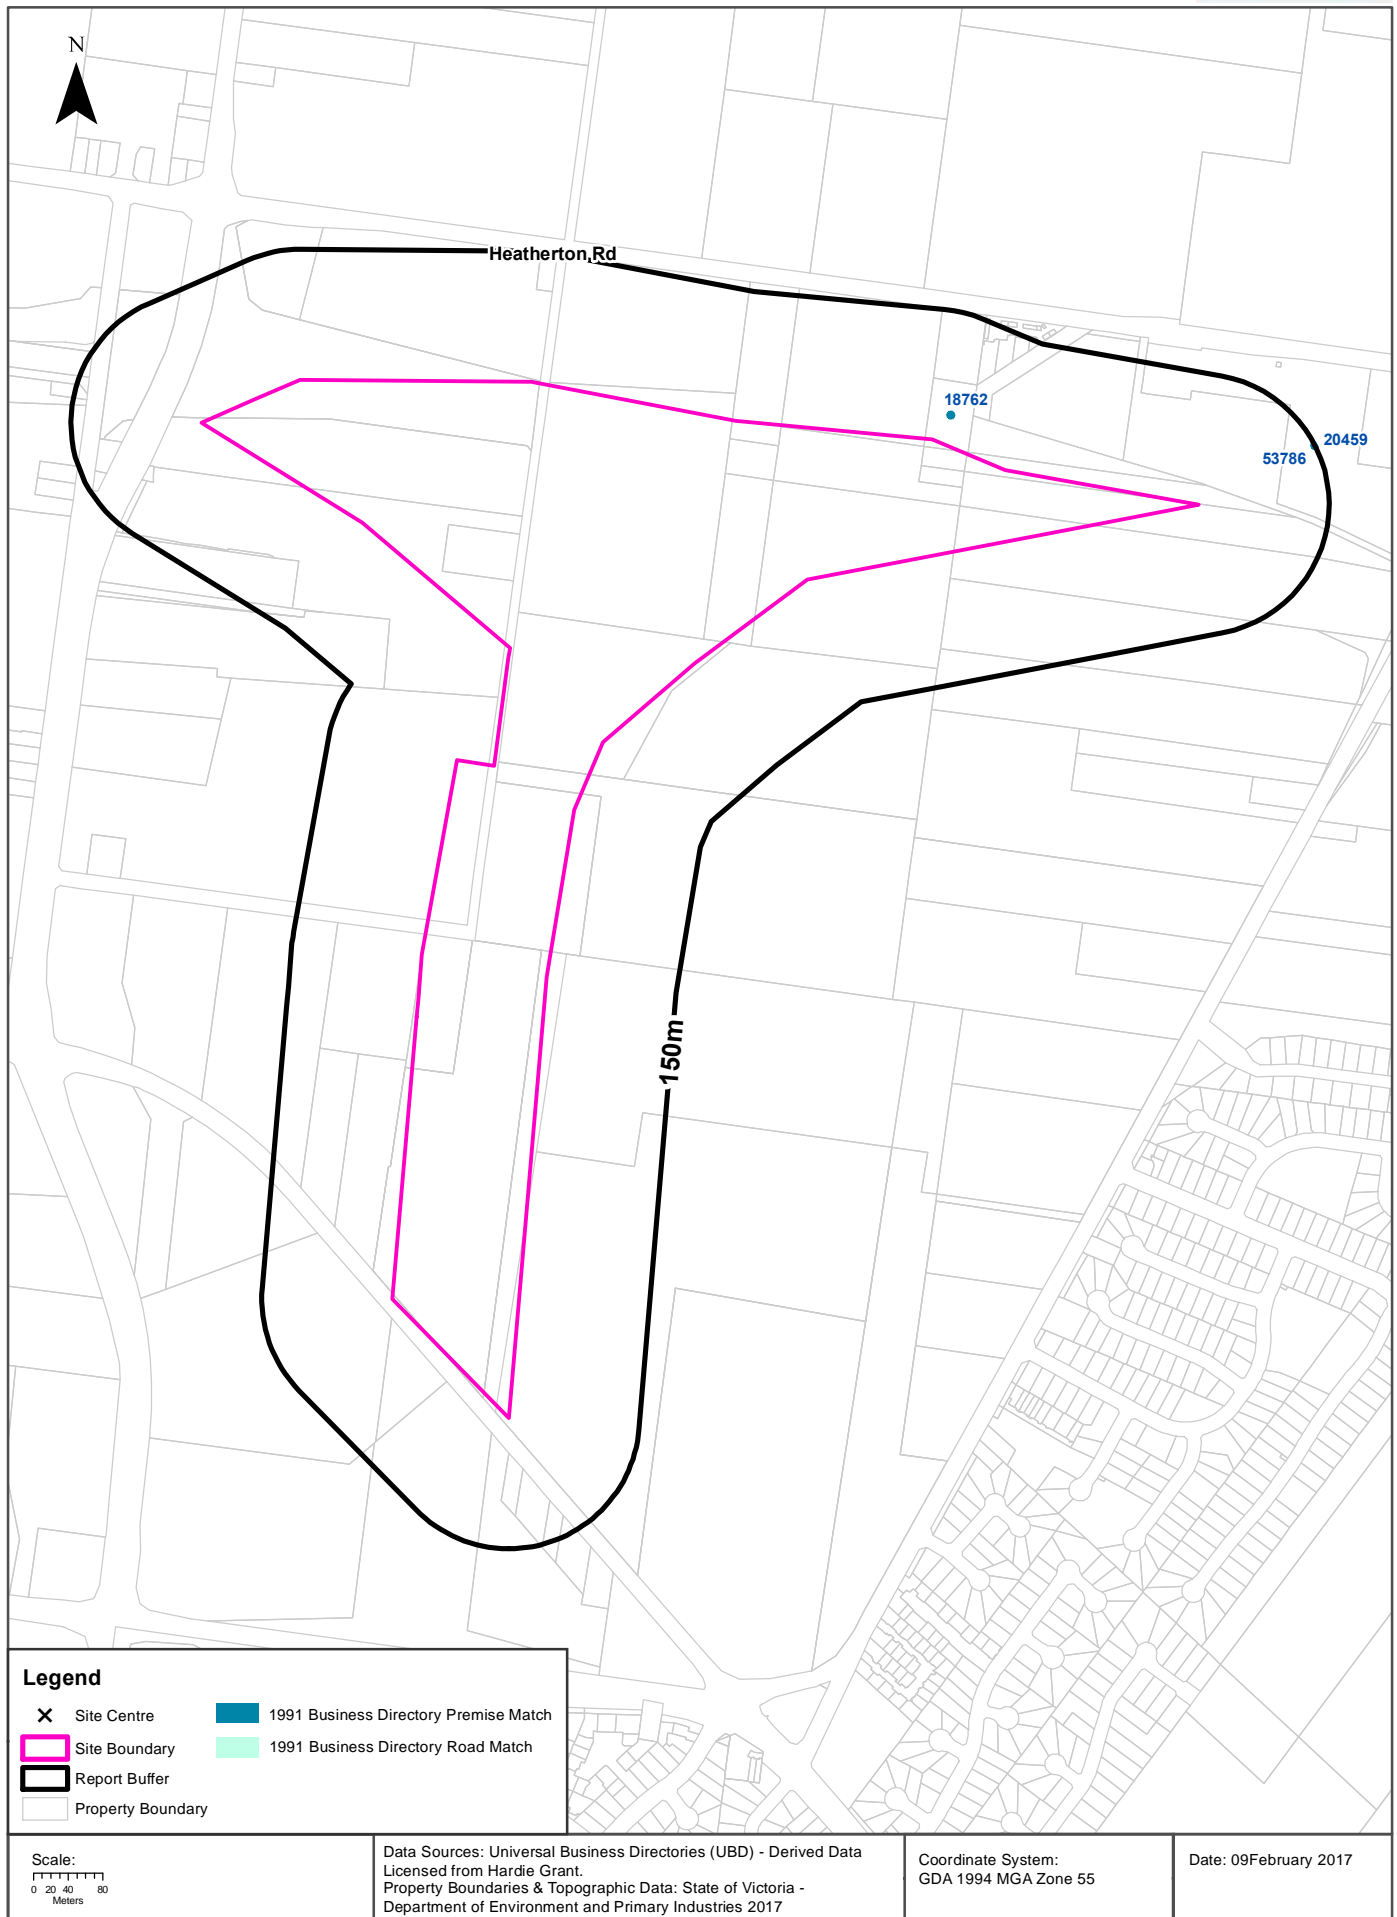 N
Heatherton Rd
18762
20459
53786
150m
Legend
Site Centre
Site Boundary
Report Buffer
Property Boundary
1991 Business Directory Premise Match
1991 Business Directory Road Match
Scale:
0 20 40 80
Meters
Data Sources: Universal Business Directories (UBD) - Derived Data
Licensed from Hardie Grant.
Property Boundaries & Topographic Data: State of Victoria -
Department of Environment and Primary Industries 2017
Coordinate System:
GDA 1994 MGA Zone 55
Date: 09February 2017